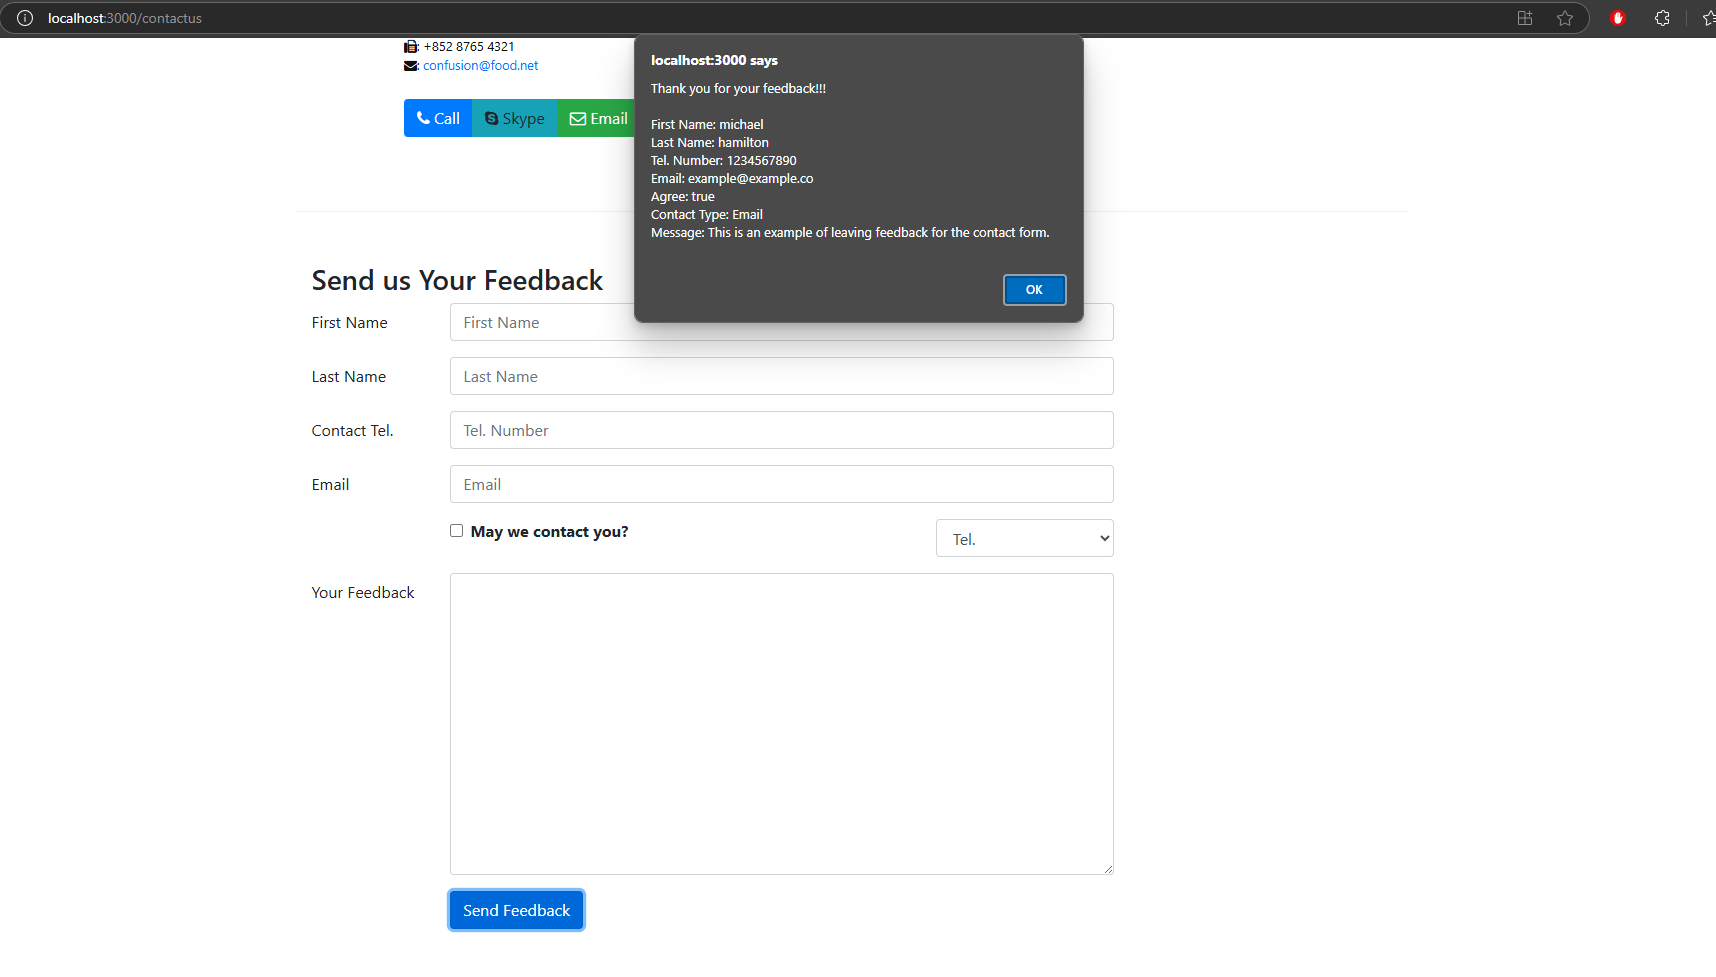 localhost:3000/contactus
: +852 8765 4321
: confusion@food.net
Call Skype Email
localhost:3000 says
Thank you for your feedback!!!
First Name: michael
Last Name: hamilton
Tel. Number: 1234567890
Email: example@example.co
Agree: true
Contact Type: Email
Message: This is an example of leaving feedback for the contact form.
OK
Send us Your Feedback
First Name First Name
Last Name Last Name
Contact Tel. Tel. Number
Email Email
May we contact you? Tel.
Your Feedback
Send Feedback